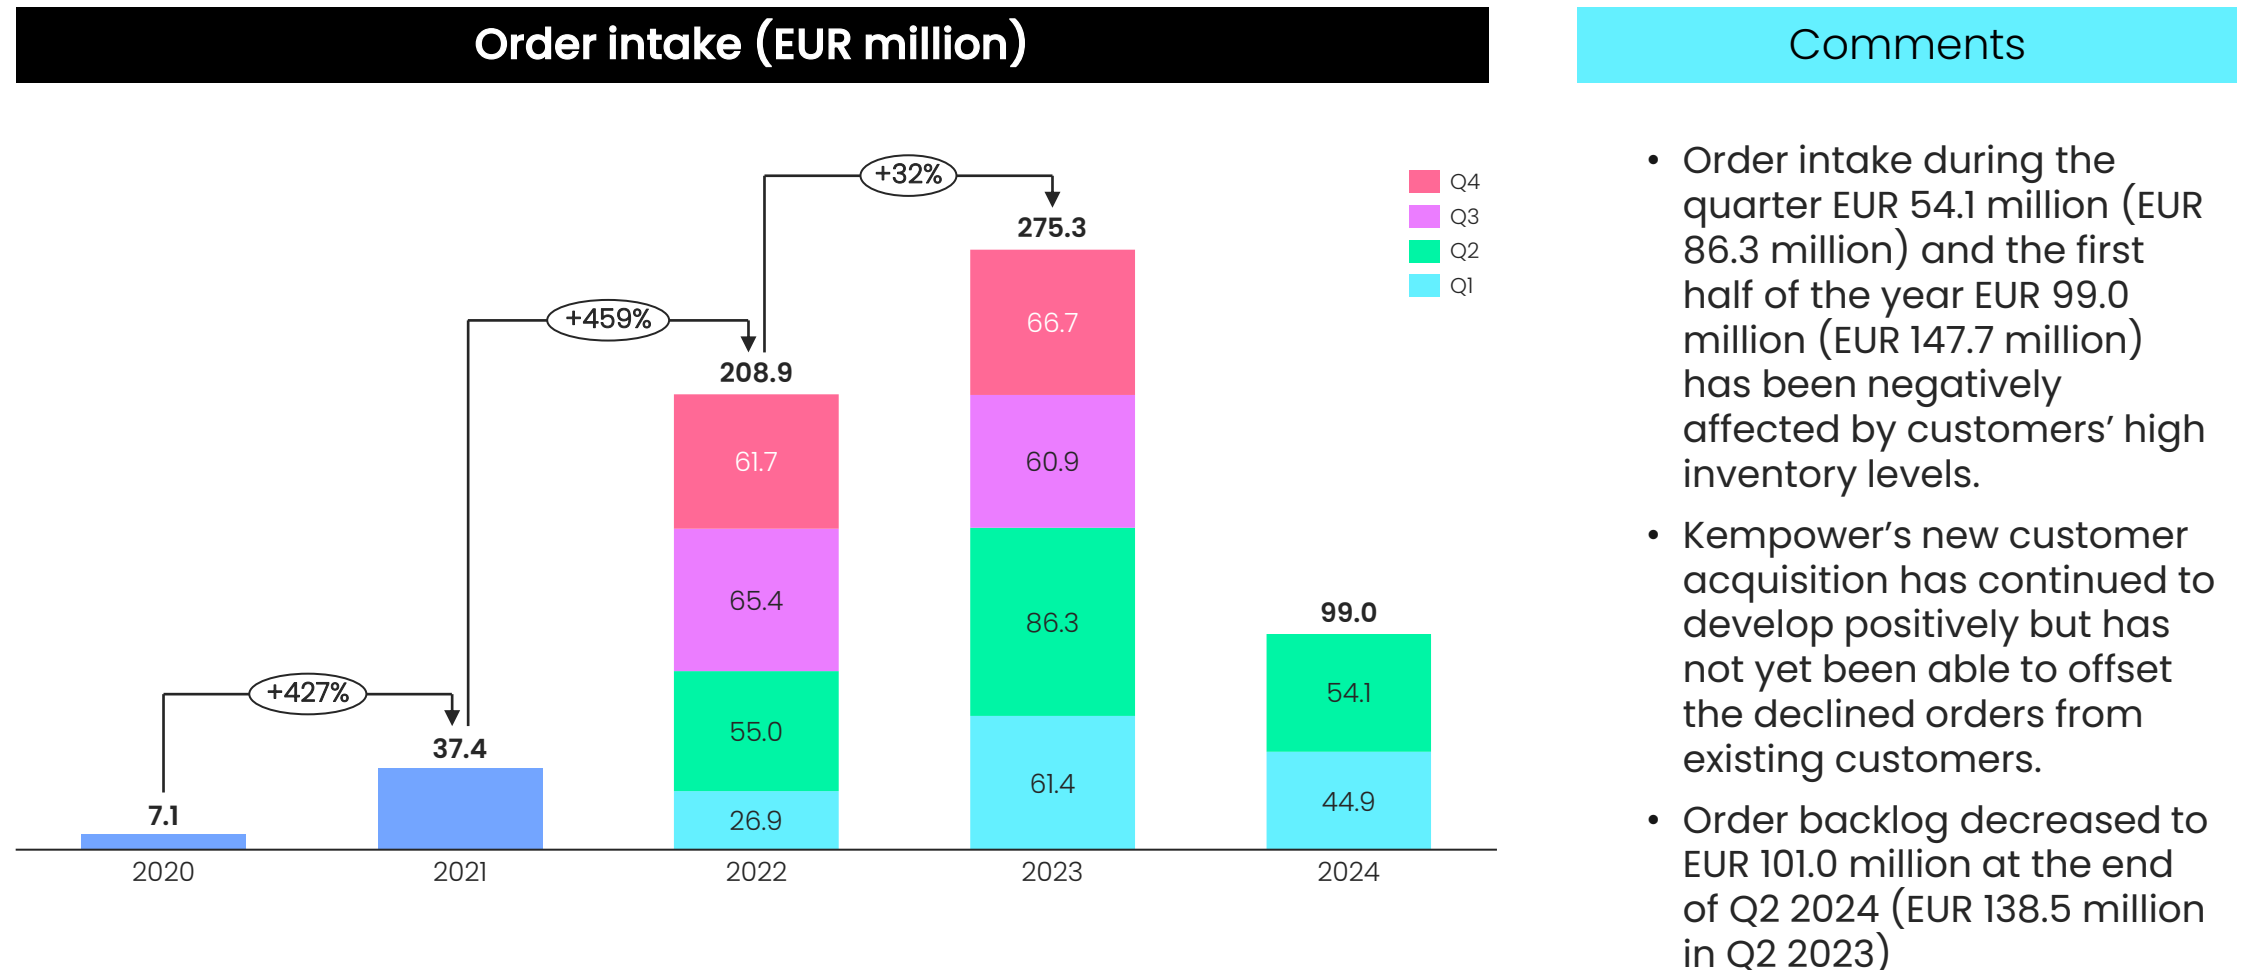 Order intake (EUR million)
+32%
Q4
Q3
Q2
Q1
275.3
+459%
66.7
208.9
61.7
60.9
65.4
86.3
99.0
+427%
54.1
55.0
37.4
61.4
44.9
7.1
26.9
2020
2021
2022
2023
2024
Comments
• Order intake during the
quarter EUR 54.1 million (EUR
86.3 million) and the first
half of the year EUR 99.0
million (EUR 147.7 million)
has been negatively
affected by customers’ high
inventory levels.
• Kempower’s new customer
acquisition has continued to
develop positively but has
not yet been able to offset
the declined orders from
existing customers.
• Order backlog decreased to
EUR 101.0 million at the end
of Q2 2024 (EUR 138.5 million
in Q2 2023)